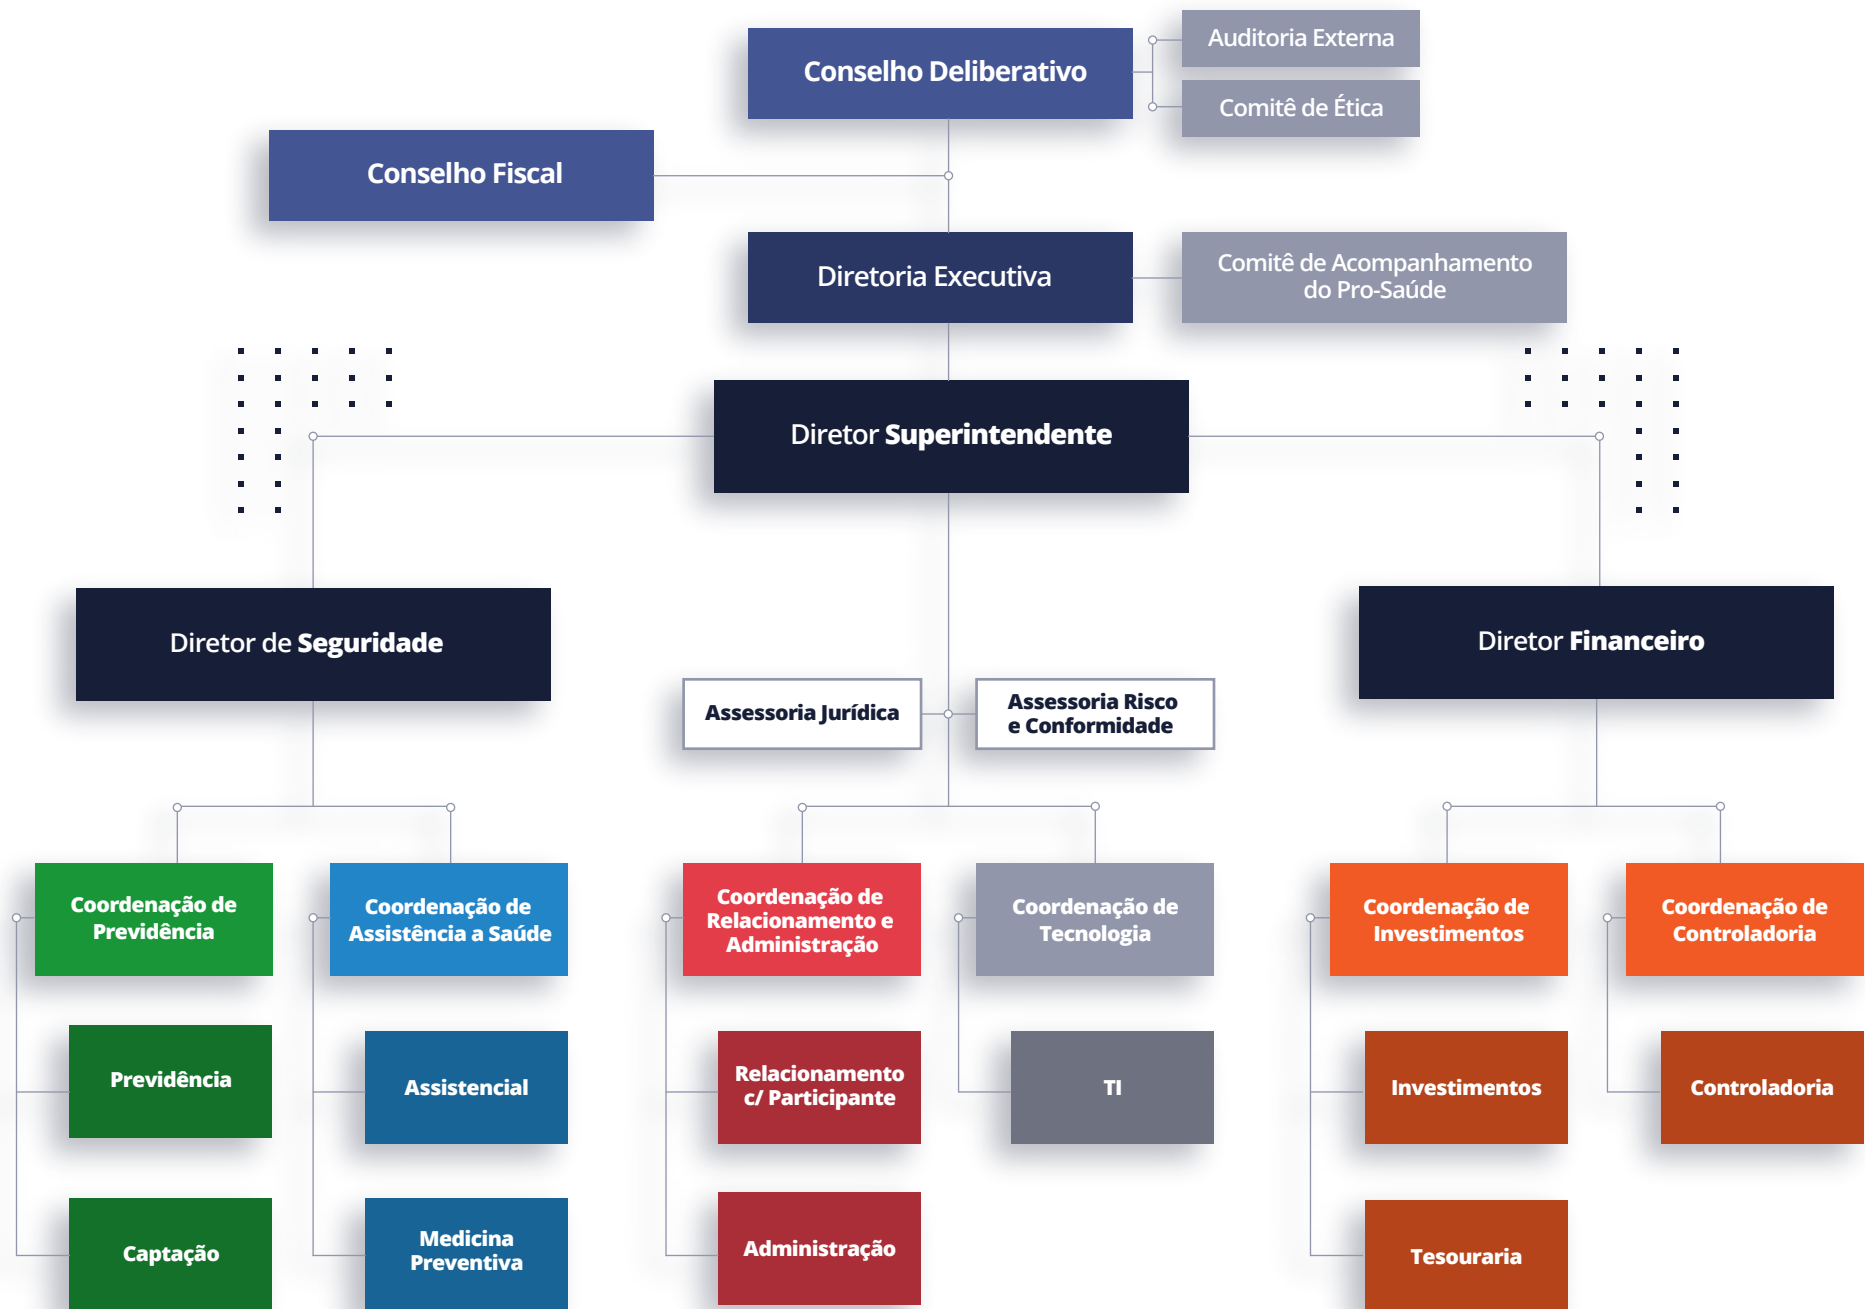 Auditoria Externa
Conselho Deliberativo
Comitê de Ética
Conselho Fiscal
Diretoria Executiva
Comitê de Acompanhamento
do Pro-Saúde
Diretor Superintendente
Diretor de Seguridade
Diretor Financeiro
Assessoria Jurídica
Assessoria Risco
e Conformidade
Coordenação de
Previdência
Coordenação de
Assistência a Saúde
Coordenação de
Relacionamento e
Administração
Coordenação de
Tecnologia
Coordenação de
Investimentos
Coordenação de
Controladoria
Previdência
Assistencial
Relacionamento
c/ Participante
TI
Investimentos
Controladoria
Captação
Medicina
Preventiva
Administração
Tesouraria